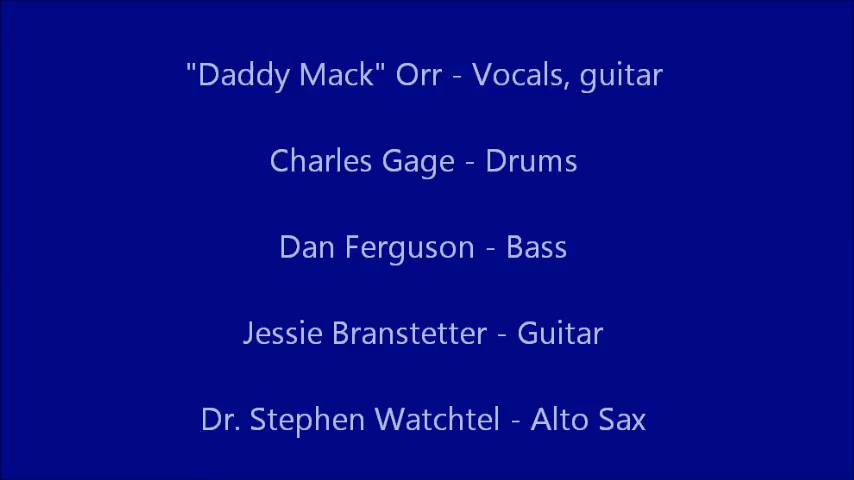 "Daddy Mack" Orr - Vocals, guitar
Charles Gage - Drums
Dan Ferguson - Bass
Jessie Branstetter - Guitar
Dr. Stephen Watchtel - Alto Sax